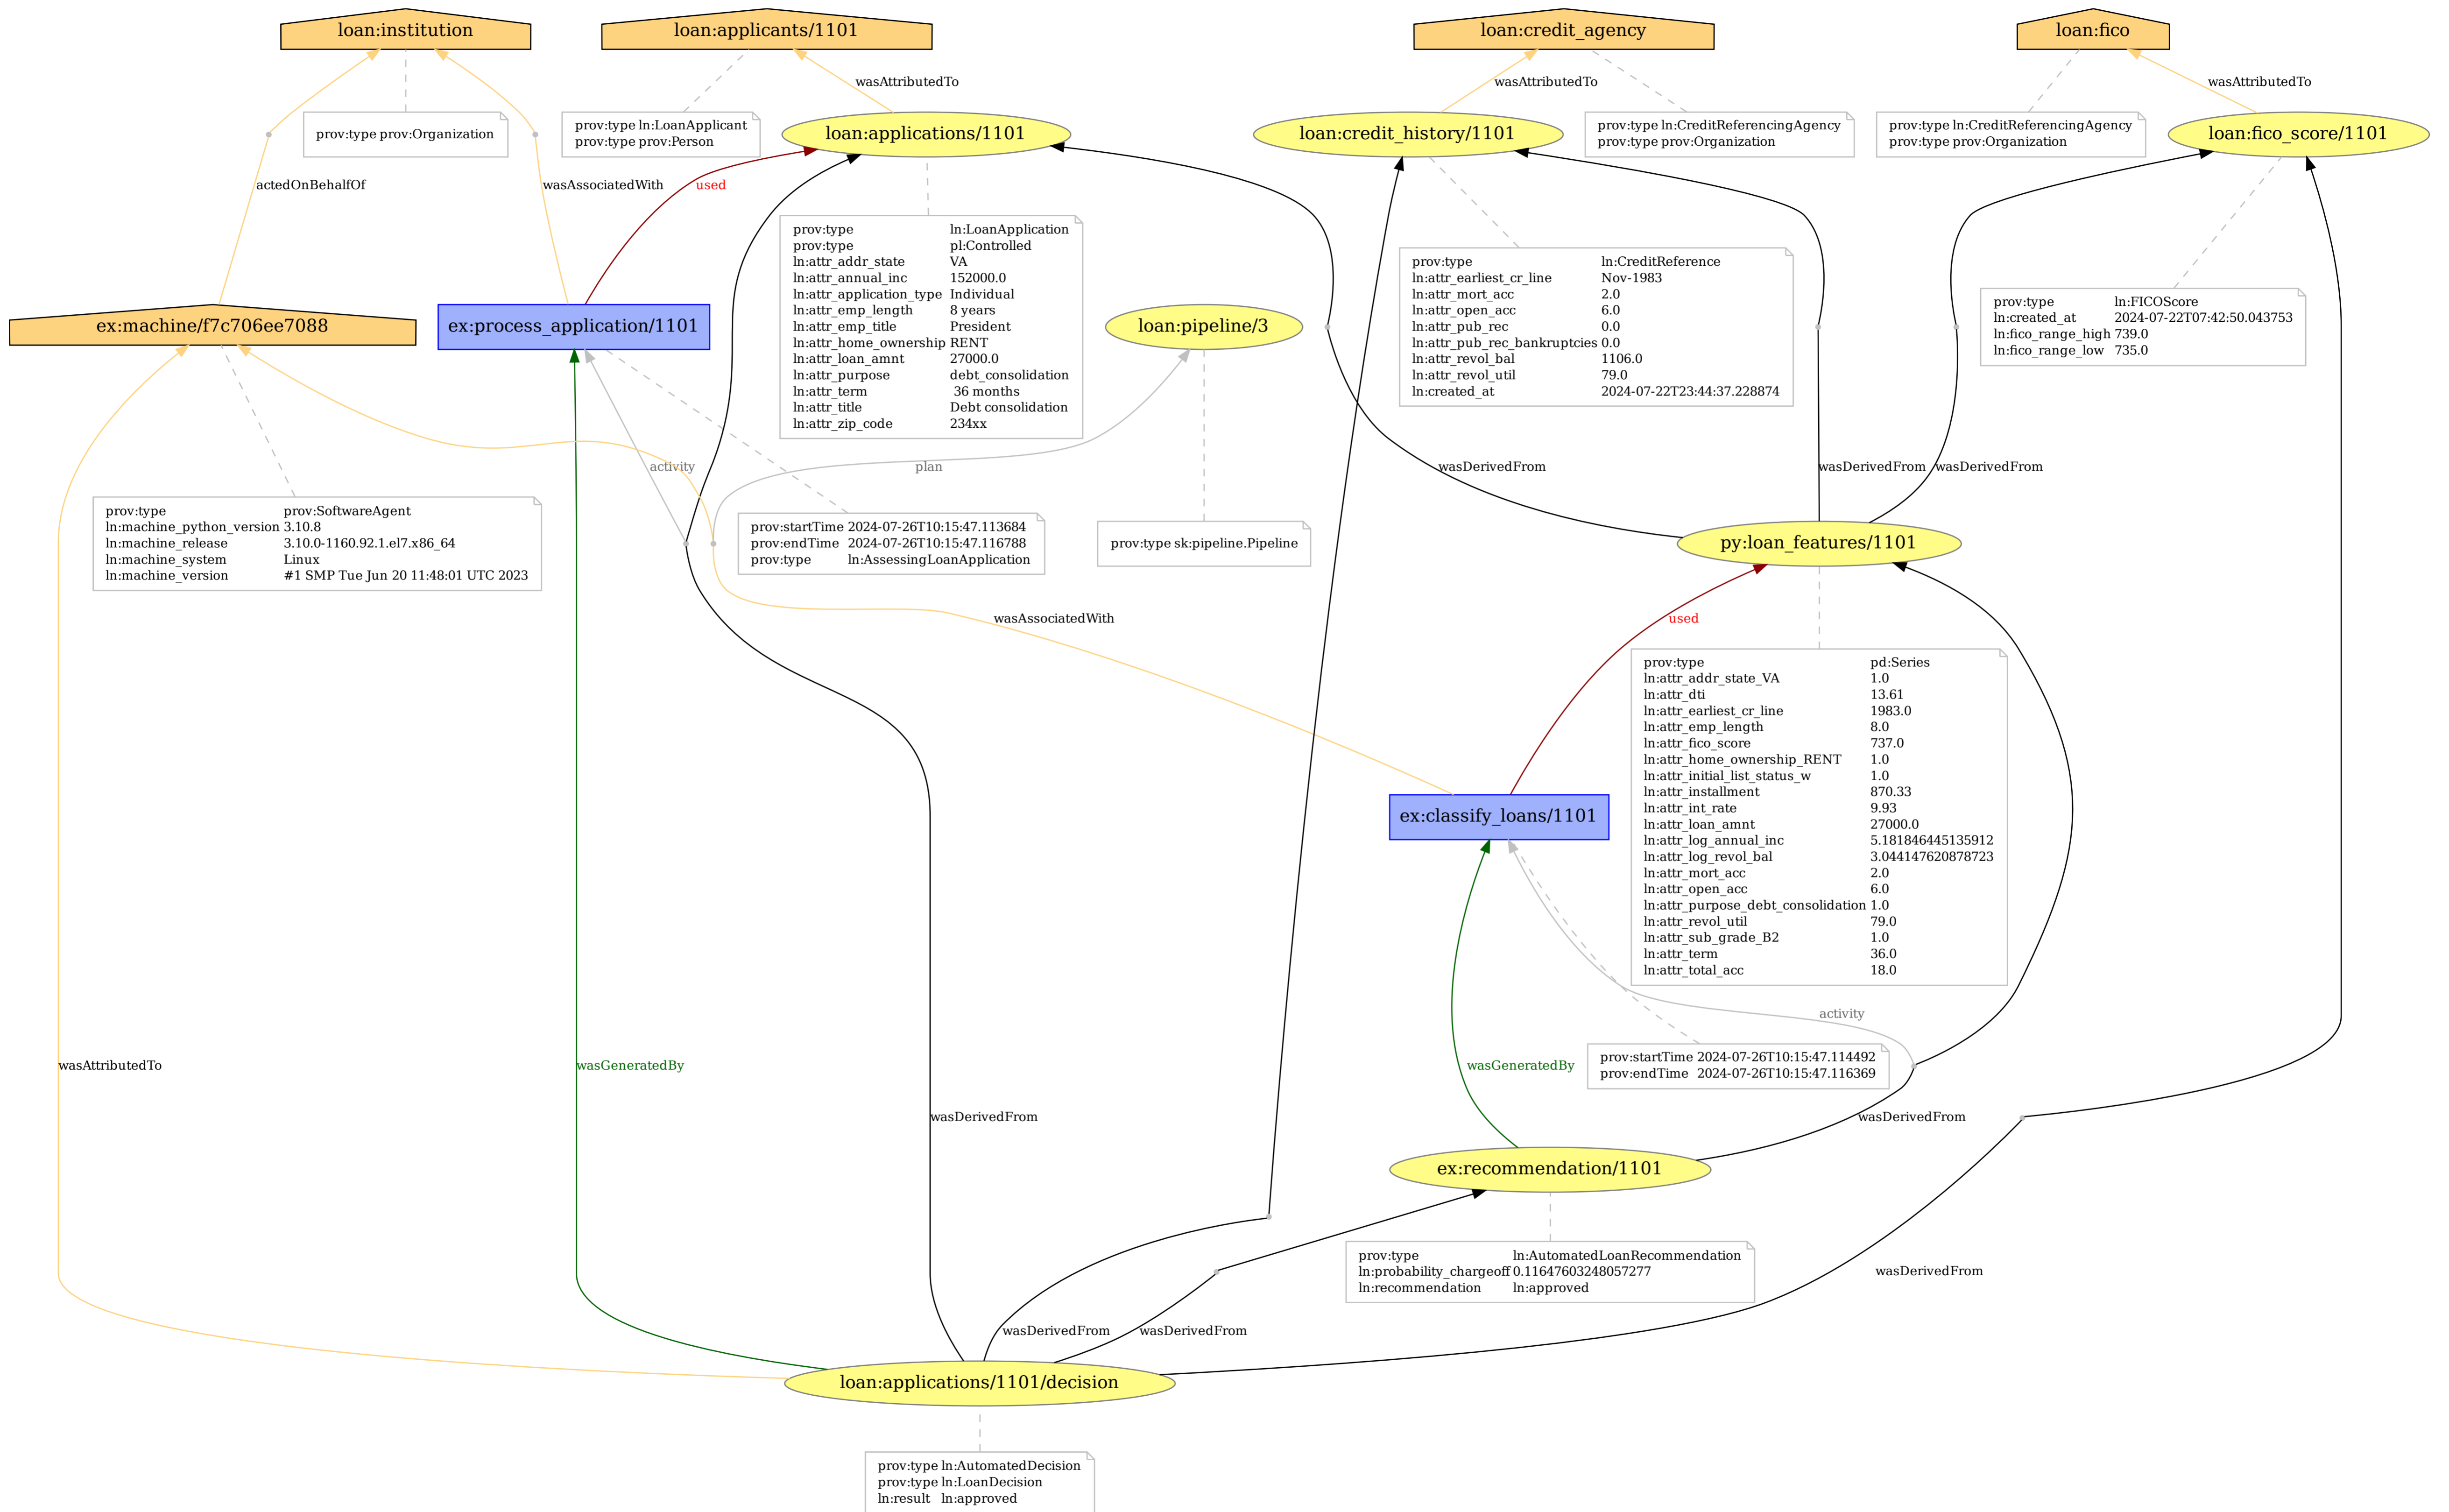 loan:institution
loan:applicants/1101
loan:credit_agency
loan:fico
wasAttributedTo
wasAttributedTo
wasAttributedTo
prov:type prov:Organization
prov:type ln:LoanApplicant
prov:type prov:Person
loan:applications/1101
loan:credit_history/1101
prov:type ln:CreditReferencingAgency
prov:type prov:Organization
prov:type ln:CreditReferencingAgency
prov:type prov:Organization
loan:fico_score/1101
actedOnBehalfOf
wasAssociatedWith
used
prov:type ln:LoanApplication
prov:type pl:Controlled
ln:attr_addr_state VA
ln:attr_annual_inc 152000.0
ln:attr_application_type Individual
ln:attr_emp_length 8 years
ln:attr_emp_title President
ln:attr_home_ownership RENT
ln:attr_loan_amnt 27000.0
ln:attr_purpose debt_consolidation
ln:attr_term 36 months
ln:attr_title Debt consolidation
ln:attr_zip_code 234xx
prov:type ln:CreditReference
ln:attr_earliest_cr_line Nov-1983
ln:attr_mort_acc 2.0
ln:attr_open_acc 6.0
ln:attr_pub_rec 0.0
ln:attr_pub_rec_bankruptcies 0.0
ln:attr_revol_bal 1106.0
ln:attr_revol_util 79.0
ln:created_at 2024-07-22T23:44:37.228874
prov:type ln:FICOScore
ln:created_at 2024-07-22T07:42:50.043753
ln:fico_range_high 739.0
ln:fico_range_low 735.0
ex:machine/f7c706ee7088
ex:process_application/1101
loan:pipeline/3
activity
plan
wasDerivedFrom
wasDerivedFrom
wasDerivedFrom
prov:type prov:SoftwareAgent
ln:machine_python_version 3.10.8
ln:machine_release 3.10.0-1160.92.1.el7.x86_64
ln:machine_system Linux
ln:machine_version #1 SMP Tue Jun 20 11:48:01 UTC 2023
prov:startTime 2024-07-26T10:15:47.113684
prov:endTime 2024-07-26T10:15:47.116788
prov:type ln:AssessingLoanApplication
prov:type sk:pipeline.Pipeline
py:loan_features/1101
wasAssociatedWith
used
prov:type pd:Series
ln:attr_addr_state_VA 1.0
ln:attr_dti 13.61
ln:attr_earliest_cr_line 1983.0
ln:attr_emp_length 8.0
ln:attr_fico_score 737.0
ln:attr_home_ownership_RENT 1.0
ln:attr_initial_list_status_w 1.0
ln:attr_installment 870.33
ln:attr_int_rate 9.93
ln:attr_loan_amnt 27000.0
ln:attr_log_annual_inc 5.181846445135912
ln:attr_log_revol_bal 3.044147620878723
ln:attr_mort_acc 2.0
ln:attr_open_acc 6.0
ln:attr_purpose_debt_consolidation 1.0
ln:attr_revol_util 79.0
ln:attr_sub_grade_B2 1.0
ln:attr_term 36.0
ln:attr_total_acc 18.0
ex:classify_loans/1101
activity
wasAttributedTo
wasGeneratedBy
wasGeneratedBy
prov:startTime 2024-07-26T10:15:47.114492
prov:endTime 2024-07-26T10:15:47.116369
wasDerivedFrom
wasDerivedFrom
ex:recommendation/1101
prov:type ln:AutomatedLoanRecommendation
ln:probability_chargeoff 0.11647603248057277
ln:recommendation ln:approved
wasDerivedFrom
wasDerivedFrom
wasDerivedFrom
loan:applications/1101/decision
prov:type ln:AutomatedDecision
prov:type ln:LoanDecision
ln:result ln:approved